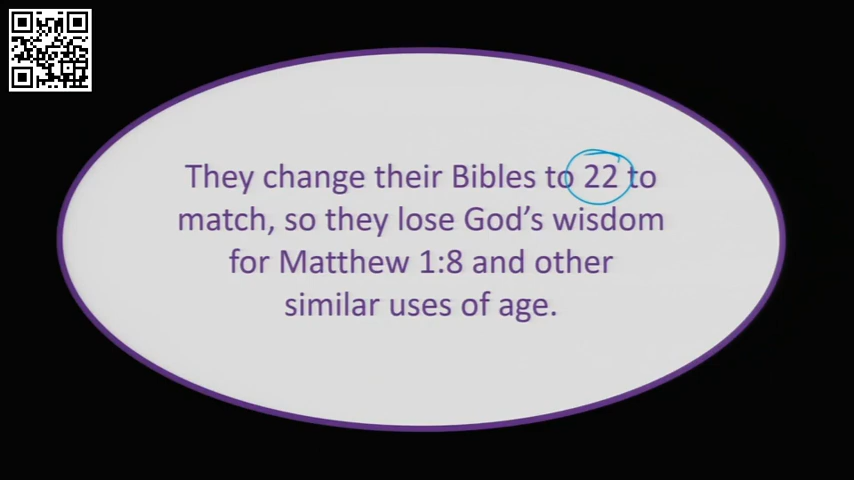 They change their Bibles to 22 to
match, so they lose God’s wisdom
for Matthew 1:8 and other
similar uses of age.